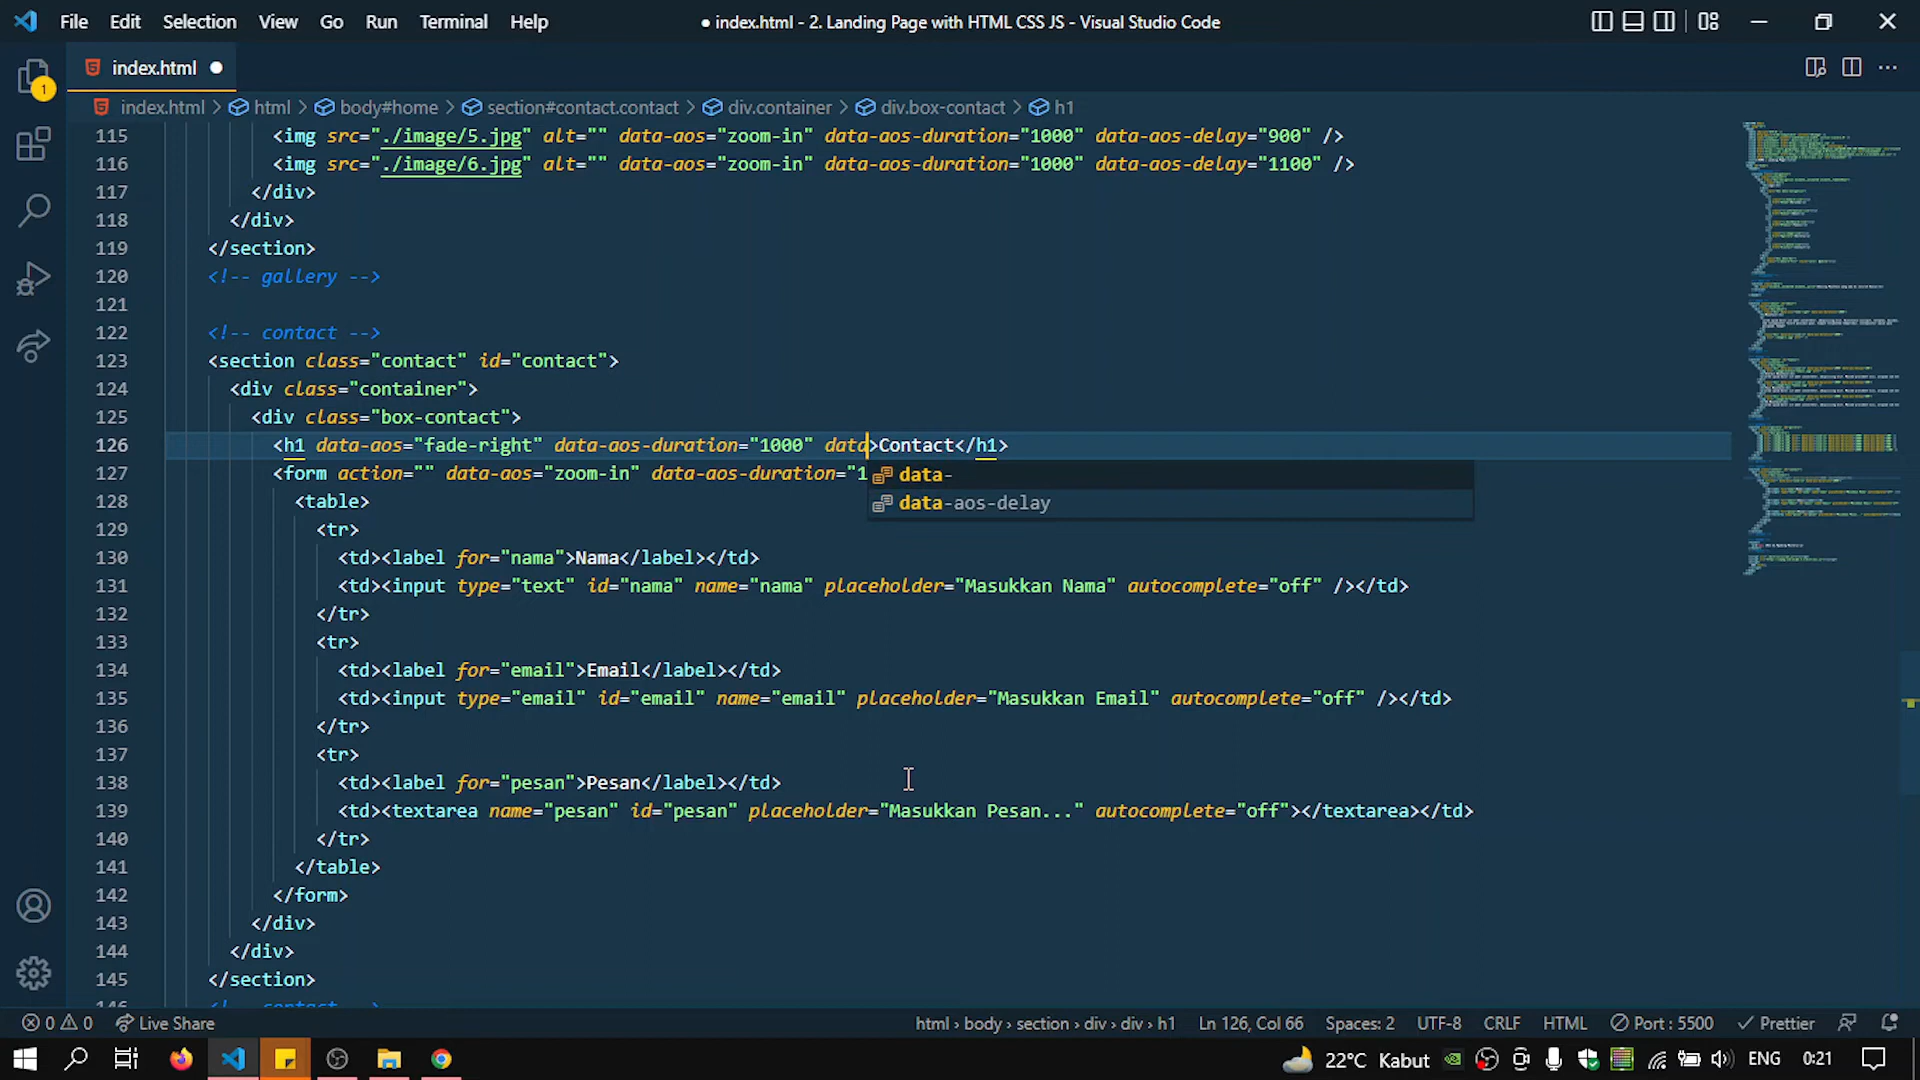 File Edit Selection View Go Run Terminal Help
● index.html - 2. Landing Page with HTML CSS JS - Visual Studio Code
index.html ●
index.html > html > body#home > section#contact.contact > div.container > div.box-contact > h1
115 <img src="./image/5.jpg" alt="" data-aos="zoom-in" data-aos-duration="1000" data-aos-delay="900" />
116 <img src="./image/6.jpg" alt="" data-aos="zoom-in" data-aos-duration="1000" data-aos-delay="1100" />
117 </div>
118 </div>
119 </section>
120 <!-- gallery -->
121
122 <!-- contact -->
123 <section class="contact" id="contact">
124 <div class="container">
125 <div class="box-contact">
126 <h1 data-aos="fade-right" data-aos-duration="1000" data>Contact</h1>
127 <form action="" data-aos="zoom-in" data-aos-duration="1
data-
data-aos-delay
128 <table>
129 <tr>
130 <td><label for="nama">Nama</label></td>
131 <td><input type="text" id="nama" name="nama" placeholder="Masukkan Nama" autocomplete="off" /></td>
132 </tr>
133 <tr>
134 <td><label for="email">Email</label></td>
135 <td><input type="email" id="email" name="email" placeholder="Masukkan Email" autocomplete="off" /></td>
136 </tr>
137 <tr>
138 <td><label for="pesan">Pesan</label></td>
139 <td><textarea name="pesan" id="pesan" placeholder="Masukkan Pesan..." autocomplete="off"></textarea></td>
140 </tr>
141 </table>
142 </form>
143 </div>
144 </div>
145 </section>
1
0 0 Live Share
html › body › section › div › div › h1 Ln 126, Col 66 Spaces: 2 UTF-8 CRLF HTML Port : 5500 Prettier
22°C Kabut ENG 0:21